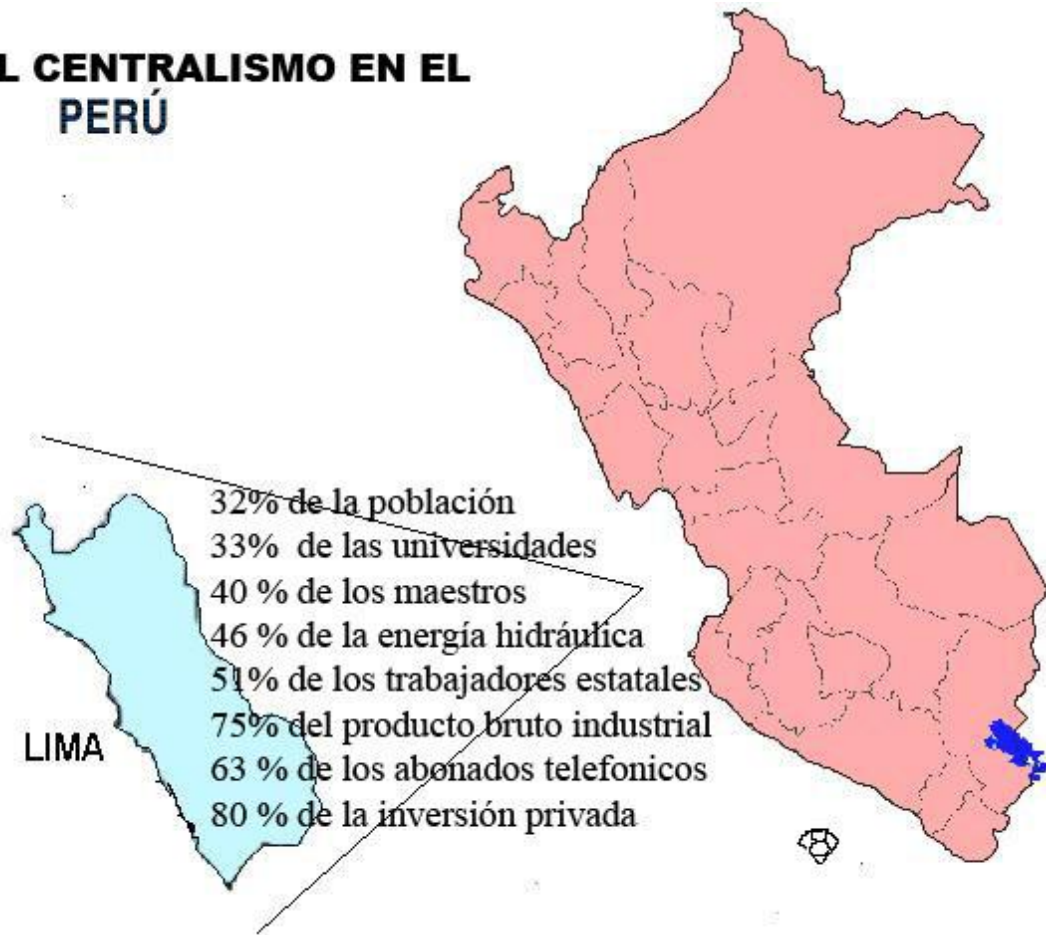 L CENTRALISMO EN EL
PERÚ
32% de la población
33% de las universidades
40 % de los maestros
46 % de la energía hidráulica
51% de los trabajadores estatales
75% del producto bruto industrial
63 % de los abonados telefonicos
80 % de la inversión privada
LIMA